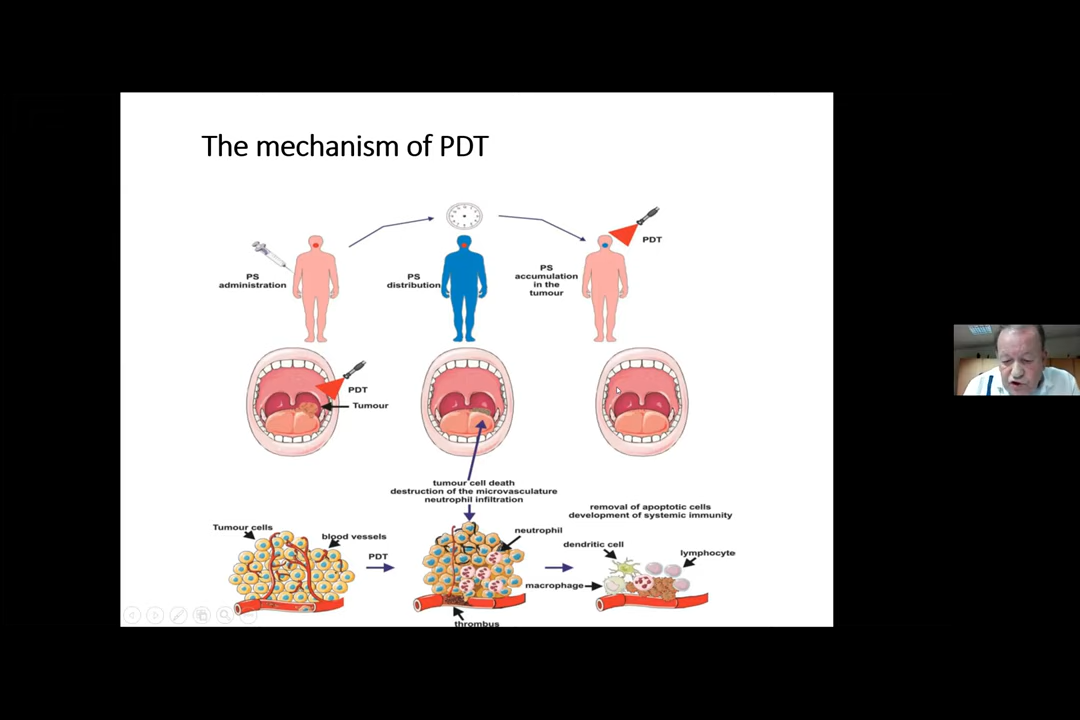 The mechanism of PDT
PS
administration
PS
distribution
PS
accumulation
in the
tumour
PDT
PDT
Tumour
tumour cell death
destruction of the microvasculature
neutrophil infiltration
removal of apoptotic cells
development of systemic immunity
Tumour cells
blood vessels
PDT
neutrophil
dendritic cell
lymphocyte
macrophage
thrombus